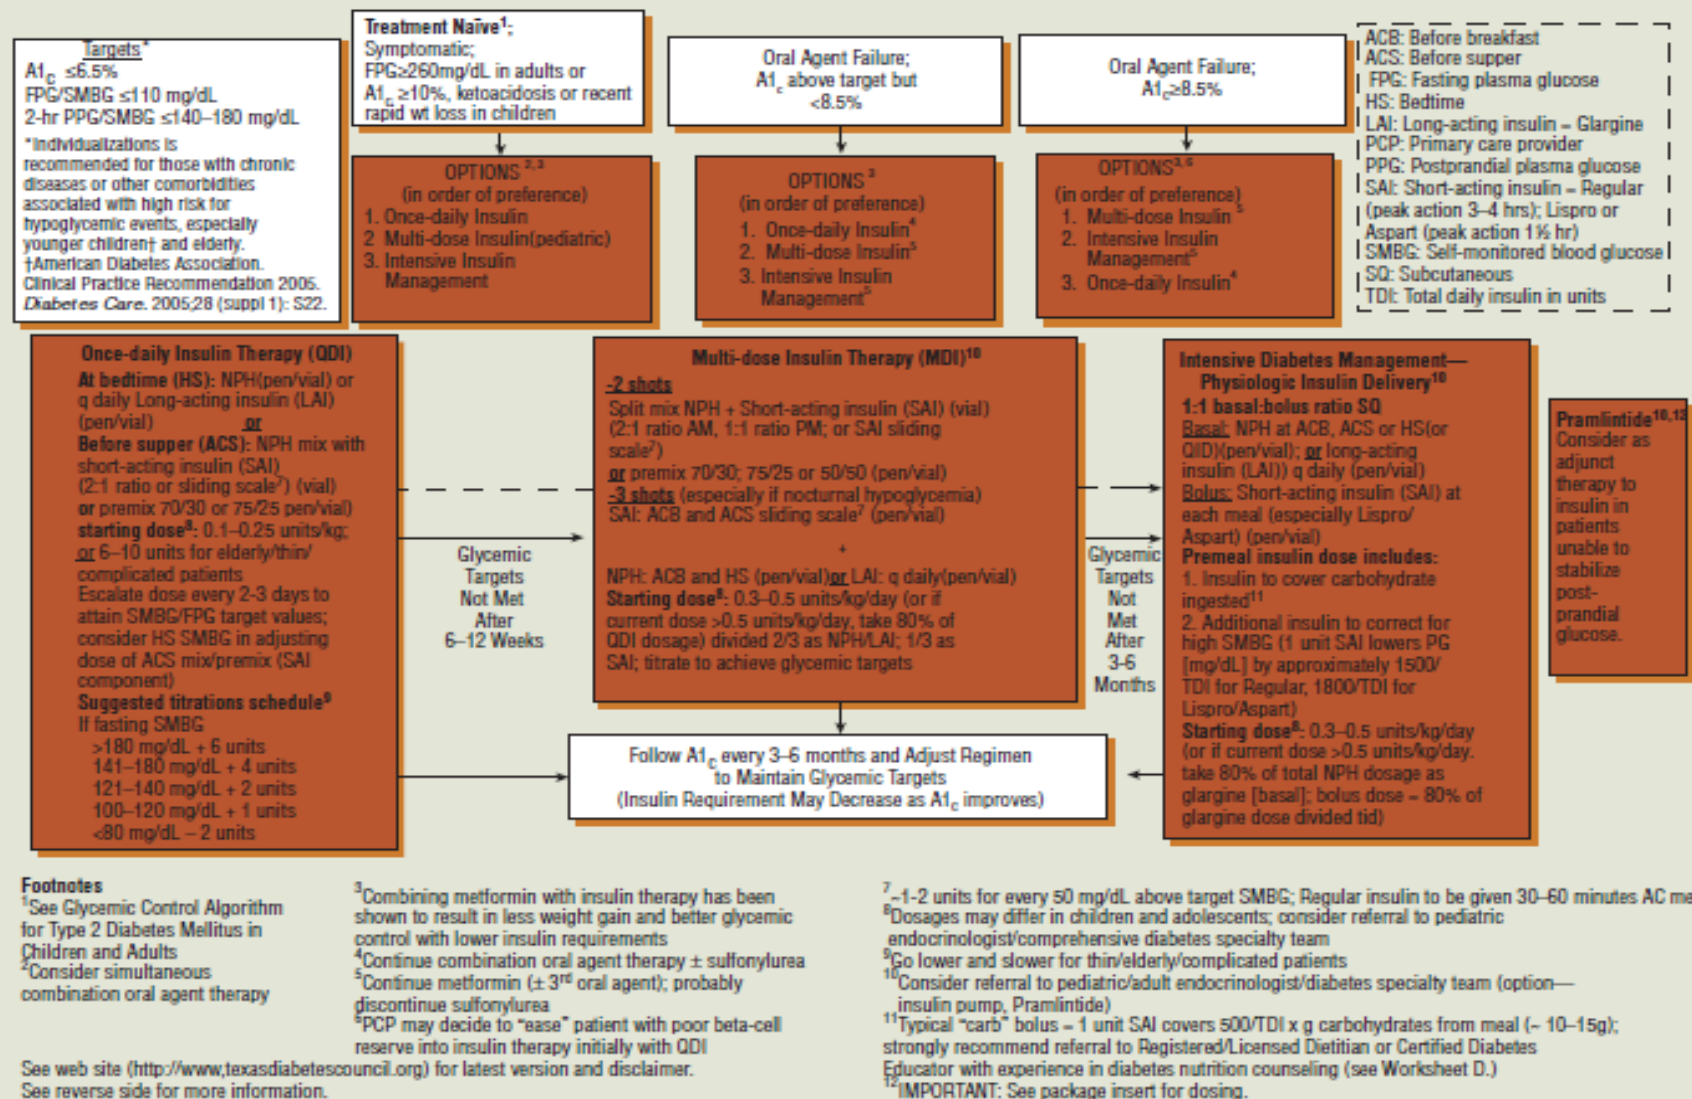 Targets*
A1c ≤6.5%
FPG/SMBG ≤110 mg/dL
2-hr PPG/SMBG ≤140–180 mg/dL
*Individualizations is
recommended for those with chronic
diseases or other comorbidities
associated with high risk for
hypoglycemic events, especially
younger children† and elderly.
†American Diabetes Association.
Clinical Practice Recommendation 2005.
Diabetes Care. 2005;28 (suppl 1): S22.
Treatment Naïve1;
Symptomatic;
FPG≥260mg/dL in adults or
A1c ≥10%, ketoacidosis or recent
rapid wt loss in children
Oral Agent Failure;
A1c above target but
<8.5%
Oral Agent Failure;
A1c≥8.5%
ACB: Before breakfast
ACS: Before supper
FPG: Fasting plasma glucose
HS: Bedtime
LAI: Long-acting insulin – Glargine
PCP: Primary care provider
PPG: Postprandial plasma glucose
SAI: Short-acting insulin – Regular
(peak action 3–4 hrs); Lispro or
Aspart (peak action 1½ hr)
SMBG: Self-monitored blood glucose
SQ: Subcutaneous
TDI: Total daily insulin in units
OPTIONS 2,3
(in order of preference)
1. Once-daily Insulin
2 Multi-dose Insulin(pediatric)
3. Intensive Insulin
Management
OPTIONS 3
(in order of preference)
1. Once-daily Insulin4
2. Multi-dose Insulin5
3. Intensive Insulin
Management5
OPTIONS3,6
(in order of preference)
1. Multi-dose Insulin 5
2. Intensive Insulin
Management5
3. Once-daily Insulin4
Once-daily Insulin Therapy (QDI)
At bedtime (HS): NPH(pen/vial) or
q daily Long-acting insulin (LAI)
(pen/vial) or
Before supper (ACS): NPH mix with
short-acting insulin (SAI)
(2:1 ratio or sliding scale7) (vial)
or premix 70/30 or 75/25 pen/vial)
starting dose8: 0.1–0.25 units/kg;
or 6–10 units for elderly/thin/
complicated patients
Escalate dose every 2-3 days to
attain SMBG/FPG target values;
consider HS SMBG in adjusting
dose of ACS mix/premix (SAI
component)
Suggested titrations schedule9
If fasting SMBG
>180 mg/dL + 6 units
141–180 mg/dL + 4 units
121–140 mg/dL + 2 units
100–120 mg/dL + 1 units
<80 mg/dL – 2 units
Glycemic
Targets
Not Met
After
6–12 Weeks
Multi-dose Insulin Therapy (MDI)10
-2 shots
Split mix NPH + Short-acting insulin (SAI) (vial)
(2:1 ratio AM, 1:1 ratio PM; or SAI sliding
scale7)
or premix 70/30; 75/25 or 50/50 (pen/vial)
-3 shots (especially if nocturnal hypoglycemia)
SAI: ACB and ACS sliding scale7 (pen/vial)
+
NPH: ACB and HS (pen/vial)or LAI: q daily(pen/vial)
Starting dose8: 0.3–0.5 units/kg/day (or if
current dose >0.5 units/kg/day, take 80% of
QDI dosage) divided 2/3 as NPH/LAI; 1/3 as
SAI; titrate to achieve glycemic targets
Glycemic
Targets
Not
Met
After
3-6
Months
Intensive Diabetes Management—
Physiologic Insulin Delivery10
1:1 basal:bolus ratio SQ
Basal: NPH at ACB, ACS or HS(or
QID)(pen/vial); or long-acting
insulin (LAI)) q daily (pen/vial)
Bolus: Short-acting insulin (SAI) at
each meal (especially Lispro/
Aspart) (pen/vial)
Premeal insulin dose includes:
1. Insulin to cover carbohydrate
ingested11
2. Additional insulin to correct for
high SMBG (1 unit SAI lowers PG
[mg/dL] by approximately 1500/
TDI for Regular, 1800/TDI for
Lispro/Aspart)
Starting dose8: 0.3–0.5 units/kg/day
(or if current dose >0.5 units/kg/day.
take 80% of total NPH dosage as
glargine [basal]; bolus dose – 80% of
glargine dose divided tid)
Pramlintide10,12
Consider as
adjunct
therapy to
insulin in
patients
unable to
stabilize
post-
prandial
glucose.
Follow A1c every 3–6 months and Adjust Regimen
to Maintain Glycemic Targets
(Insulin Requirement May Decrease as A1c improves)
Footnotes
1See Glycemic Control Algorithm
for Type 2 Diabetes Mellitus in
Children and Adults
2Consider simultaneous
combination oral agent therapy
3Combining metformin with insulin therapy has been
shown to result in less weight gain and better glycemic
control with lower insulin requirements
4Continue combination oral agent therapy ± sulfonylurea
5Continue metformin (± 3rd oral agent); probably
discontinue sulfonylurea
6PCP may decide to "ease" patient with poor beta-cell
reserve into insulin therapy initially with QDI
7~1-2 units for every 50 mg/dL above target SMBG; Regular insulin to be given 30–60 minutes AC me
8Dosages may differ in children and adolescents; consider referral to pediatric
endocrinologist/comprehensive diabetes specialty team
9Go lower and slower for thin/elderly/complicated patients
10Consider referral to pediatric/adult endocrinologist/diabetes specialty team (option—
insulin pump, Pramlintide)
11Typical "carb" bolus – 1 unit SAI covers 500/TDI x g carbohydrates from meal (~ 10–15g);
strongly recommend referral to Registered/Licensed Dietitian or Certified Diabetes
Educator with experience in diabetes nutrition counseling (see Worksheet D.)
12IMPORTANT: See package insert for dosing.
See web site (http://www,texasdiabetescouncil.org) for latest version and disclaimer.
See reverse side for more information.